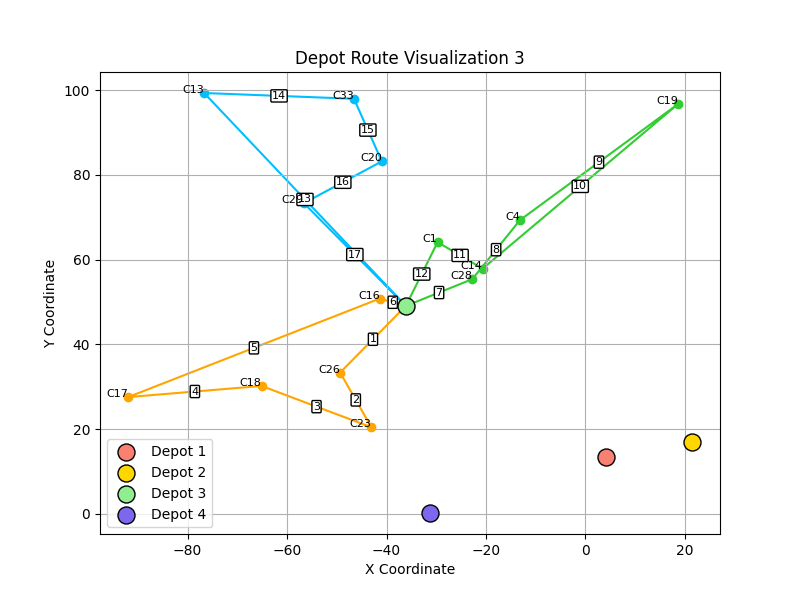 Depot Route Visualization 3
100
80
60
40
20
0
Y Coordinate
−80
−60
−40
−20
0
20
X Coordinate
C13
14
C33
15
C20
16
C29
13
17
C19
9
10
C4
8
C1
11
C14
C28
12
7
C16
6
1
5
C26
C17
4
C18
2
3
C23
Depot 1
Depot 2
Depot 3
Depot 4